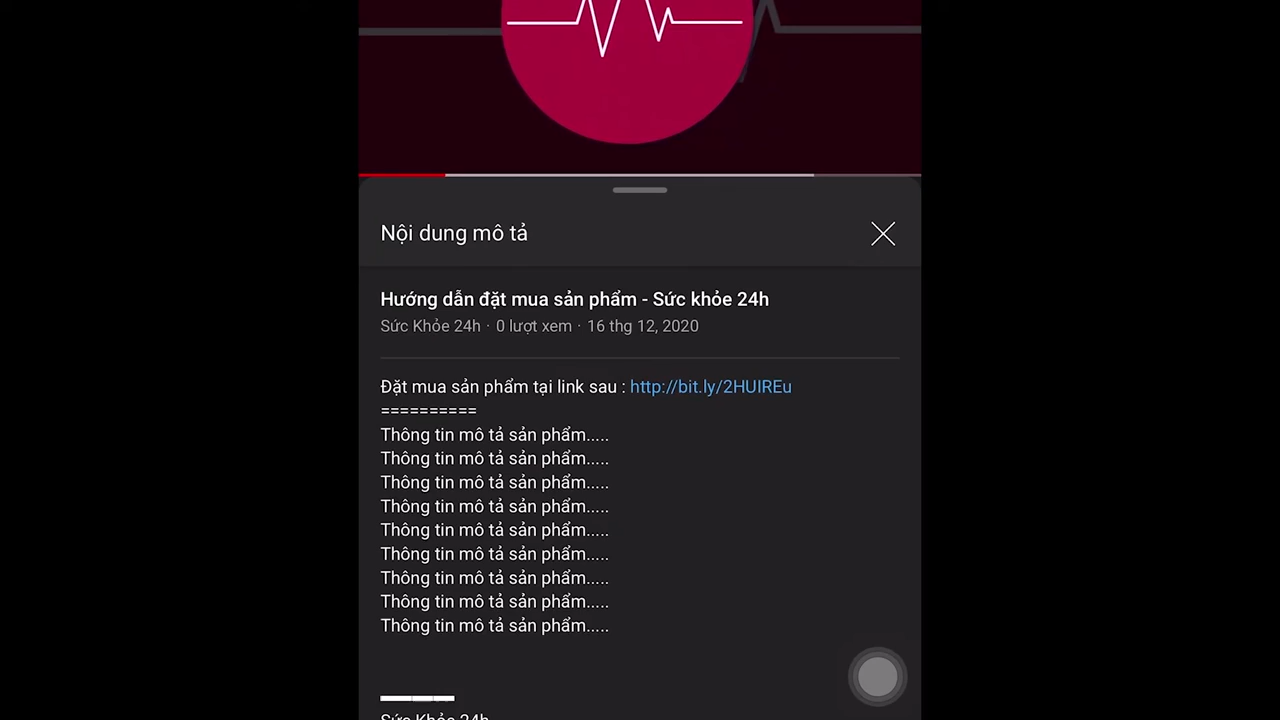 Nội dung mô tả
Hướng dẫn đặt mua sản phẩm - Sức khỏe 24h
Sức Khỏe 24h · 0 lượt xem · 16 thg 12, 2020
Đặt mua sản phẩm tại link sau : http://bit.ly/2HUIREu
==========
Thông tin mô tả sản phẩm.....
Thông tin mô tả sản phẩm.....
Thông tin mô tả sản phẩm.....
Thông tin mô tả sản phẩm.....
Thông tin mô tả sản phẩm.....
Thông tin mô tả sản phẩm.....
Thông tin mô tả sản phẩm.....
Thông tin mô tả sản phẩm.....
Thông tin mô tả sản phẩm.....
Sức Khỏe 24h